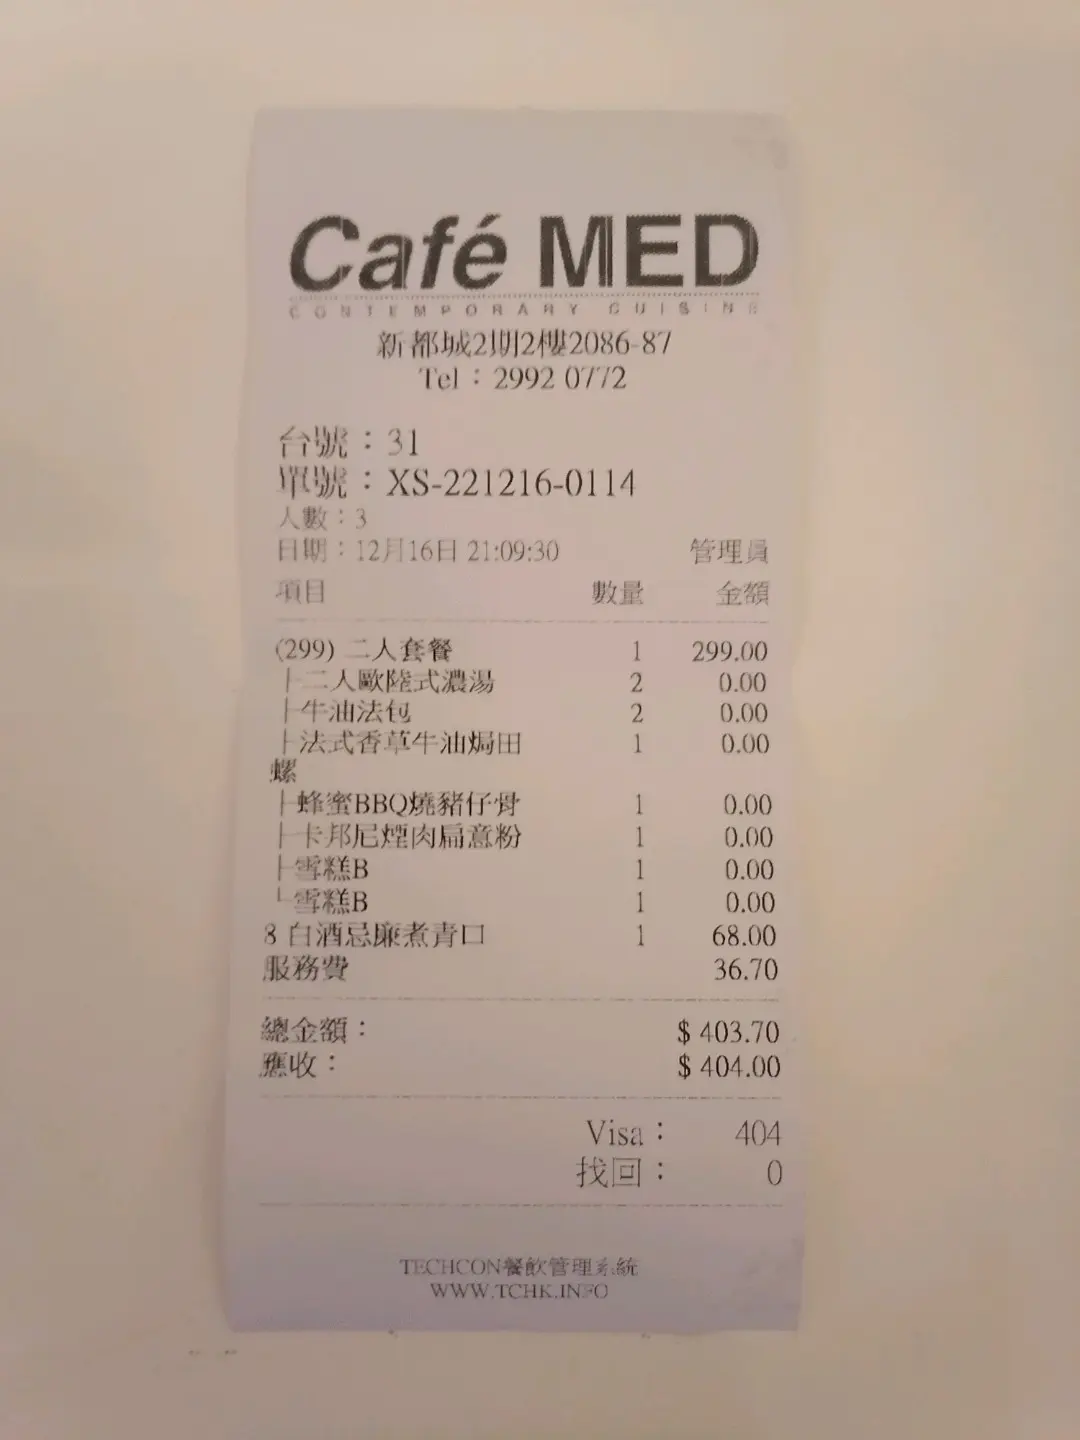 Café MED
CONTEMPORARY CUISINE
新都城2期2樓2086-87
Tel：2992 0772
台號：31
單號：XS-221216-0114
人數：3
日期：12月16日 21:09:30 管理員
項目 數量 金額
(299) 二人套餐 1 299.00
├二人歐陸式濃湯 2 0.00
├牛油法包 2 0.00
├法式香草牛油焗田 1 0.00
螺
├蜂蜜BBQ燒豬仔骨 1 0.00
├卡邦尼煙肉扁意粉 1 0.00
├雪糕B 1 0.00
└雪糕B 1 0.00
8 白酒忌廉煮青口 1 68.00
服務費 36.70
總金額： $ 403.70
應收： $ 404.00
Visa： 404
找回： 0
TECHCON餐飲管理系統
WWW.TCHK.INFO